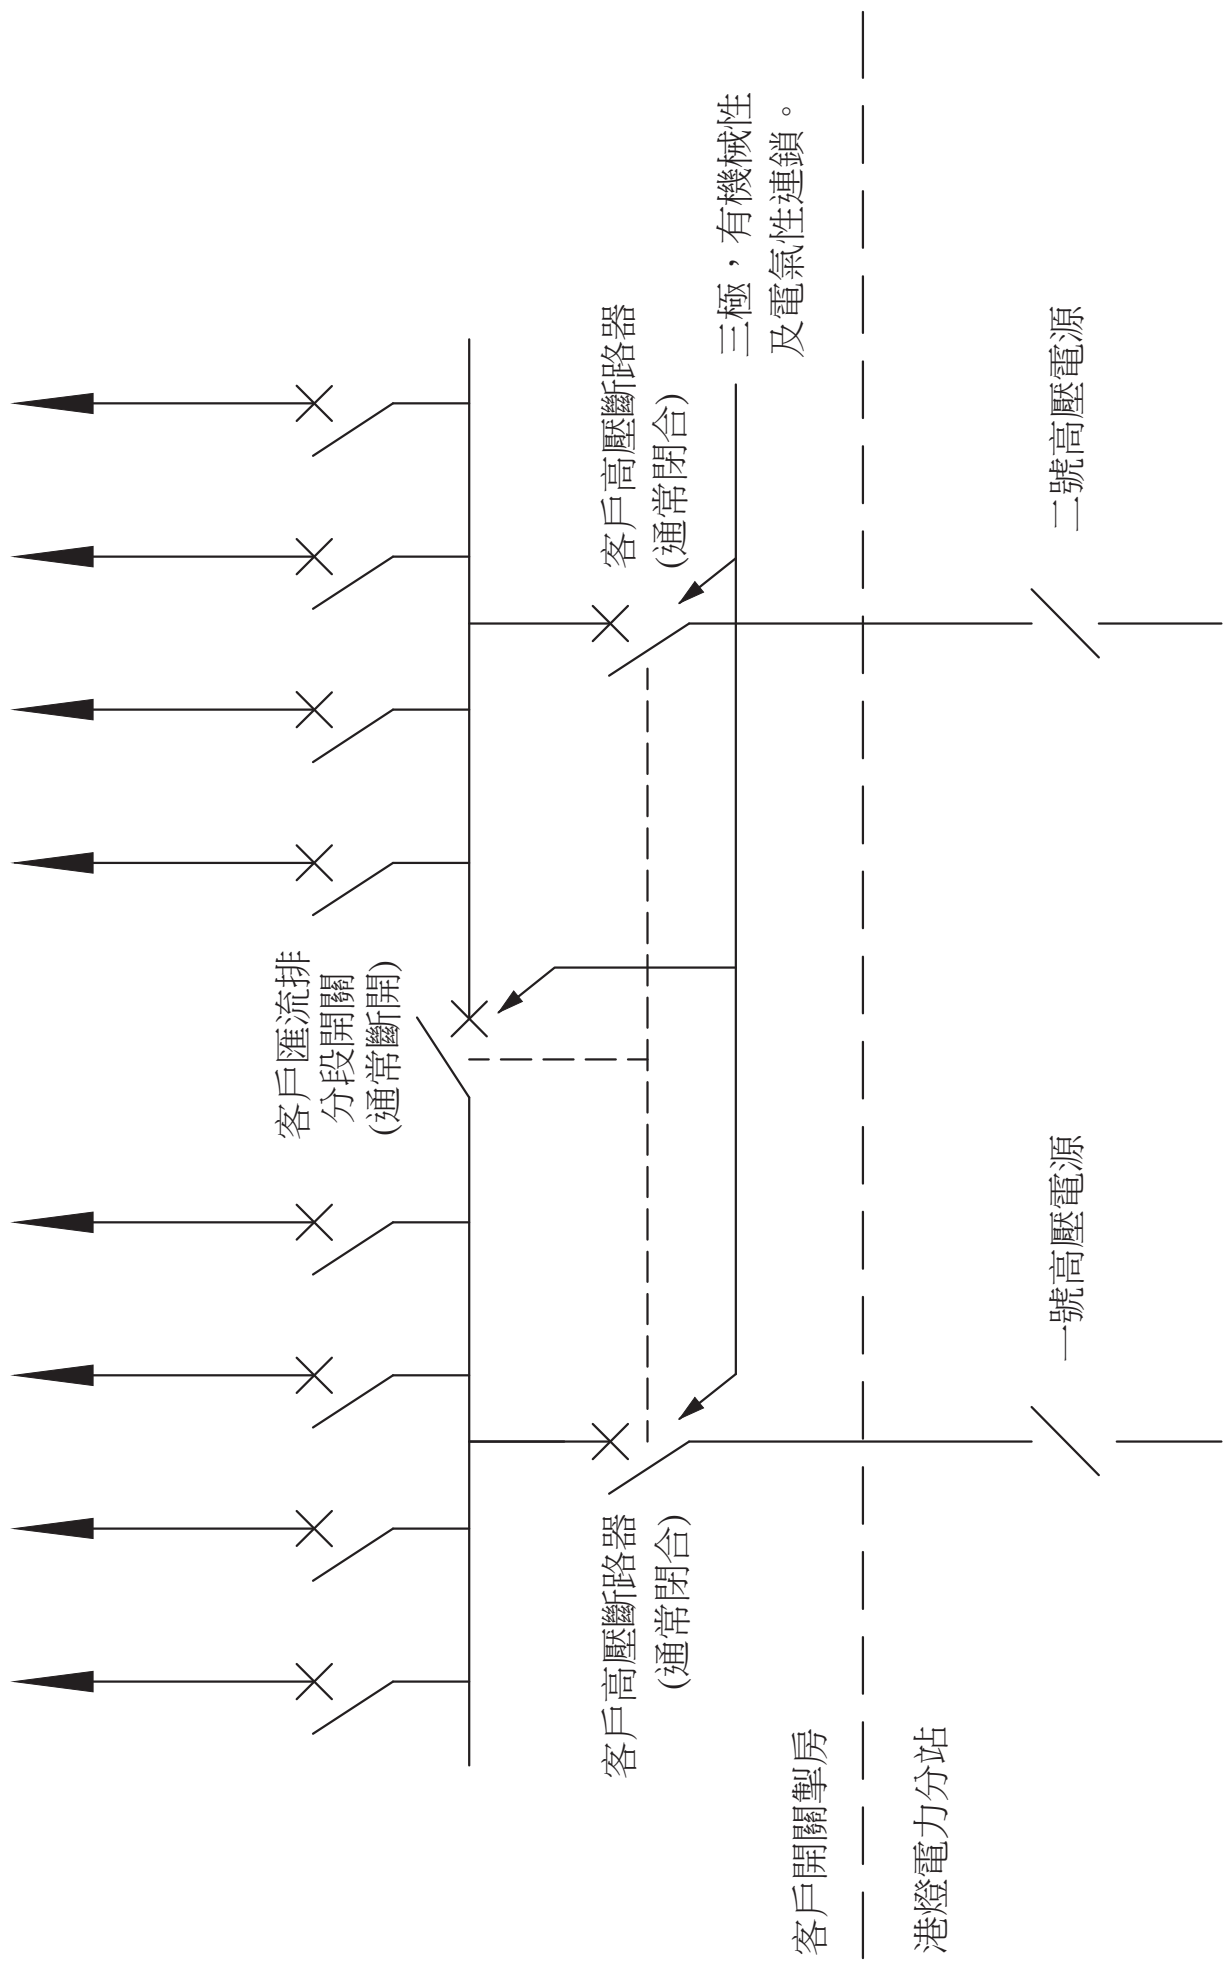 客戶匯流排
分段開關
(通常斷開)
客戶高壓斷路器
(通常閉合)
客戶高壓斷路器
(通常閉合)
三極，有機械性
及電氣性連鎖。
客戶開關掣房
港燈電力分站
一號高壓電源
二號高壓電源